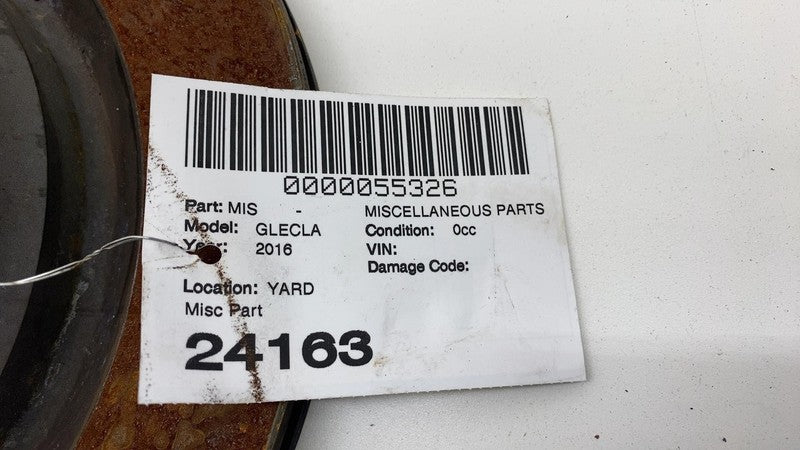 0000055326
Part: MIS - MISCELLANEOUS PARTS
Model: GLECLA Condition: 0cc
Year: 2016 VIN:
Damage Code:
Location: YARD
Misc Part
24163